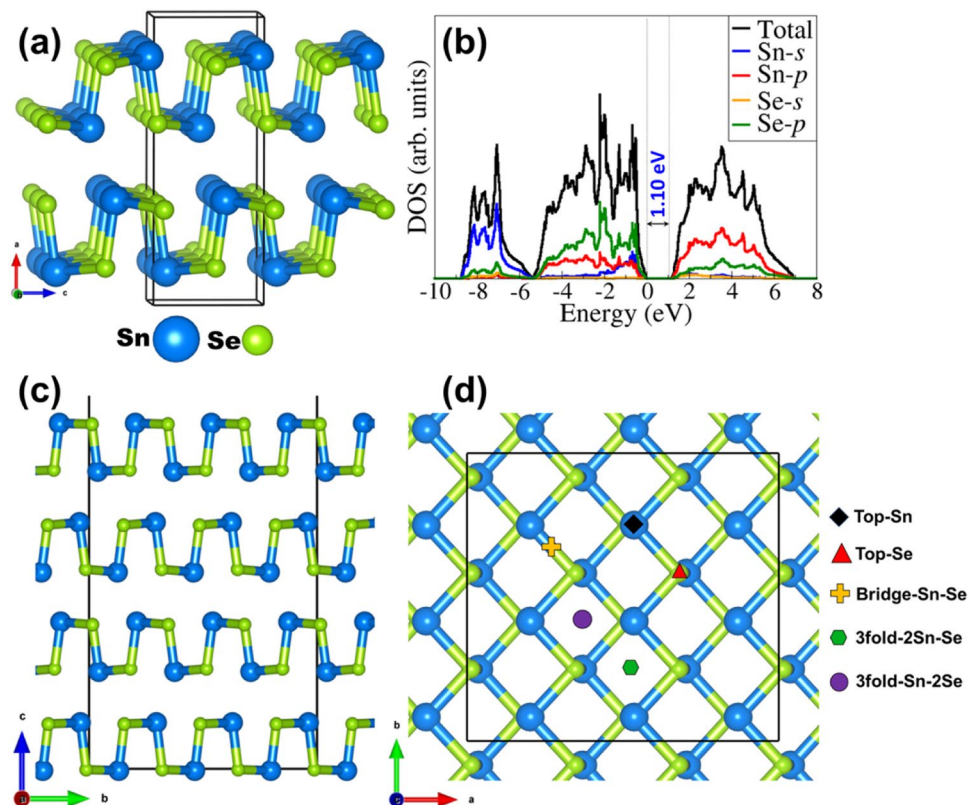 (a)
a
b
c
Sn
Se
(b)
DOS (arb. units)
Total
Sn-s
Sn-p
Se-s
Se-p
1.10 eV
-10 -8 -6 -4 -2 0 2 4 6 8
Energy (eV)
(c)
c
b
(d)
b
a
Top-Sn
Top-Se
Bridge-Sn-Se
3fold-2Sn-Se
3fold-Sn-2Se